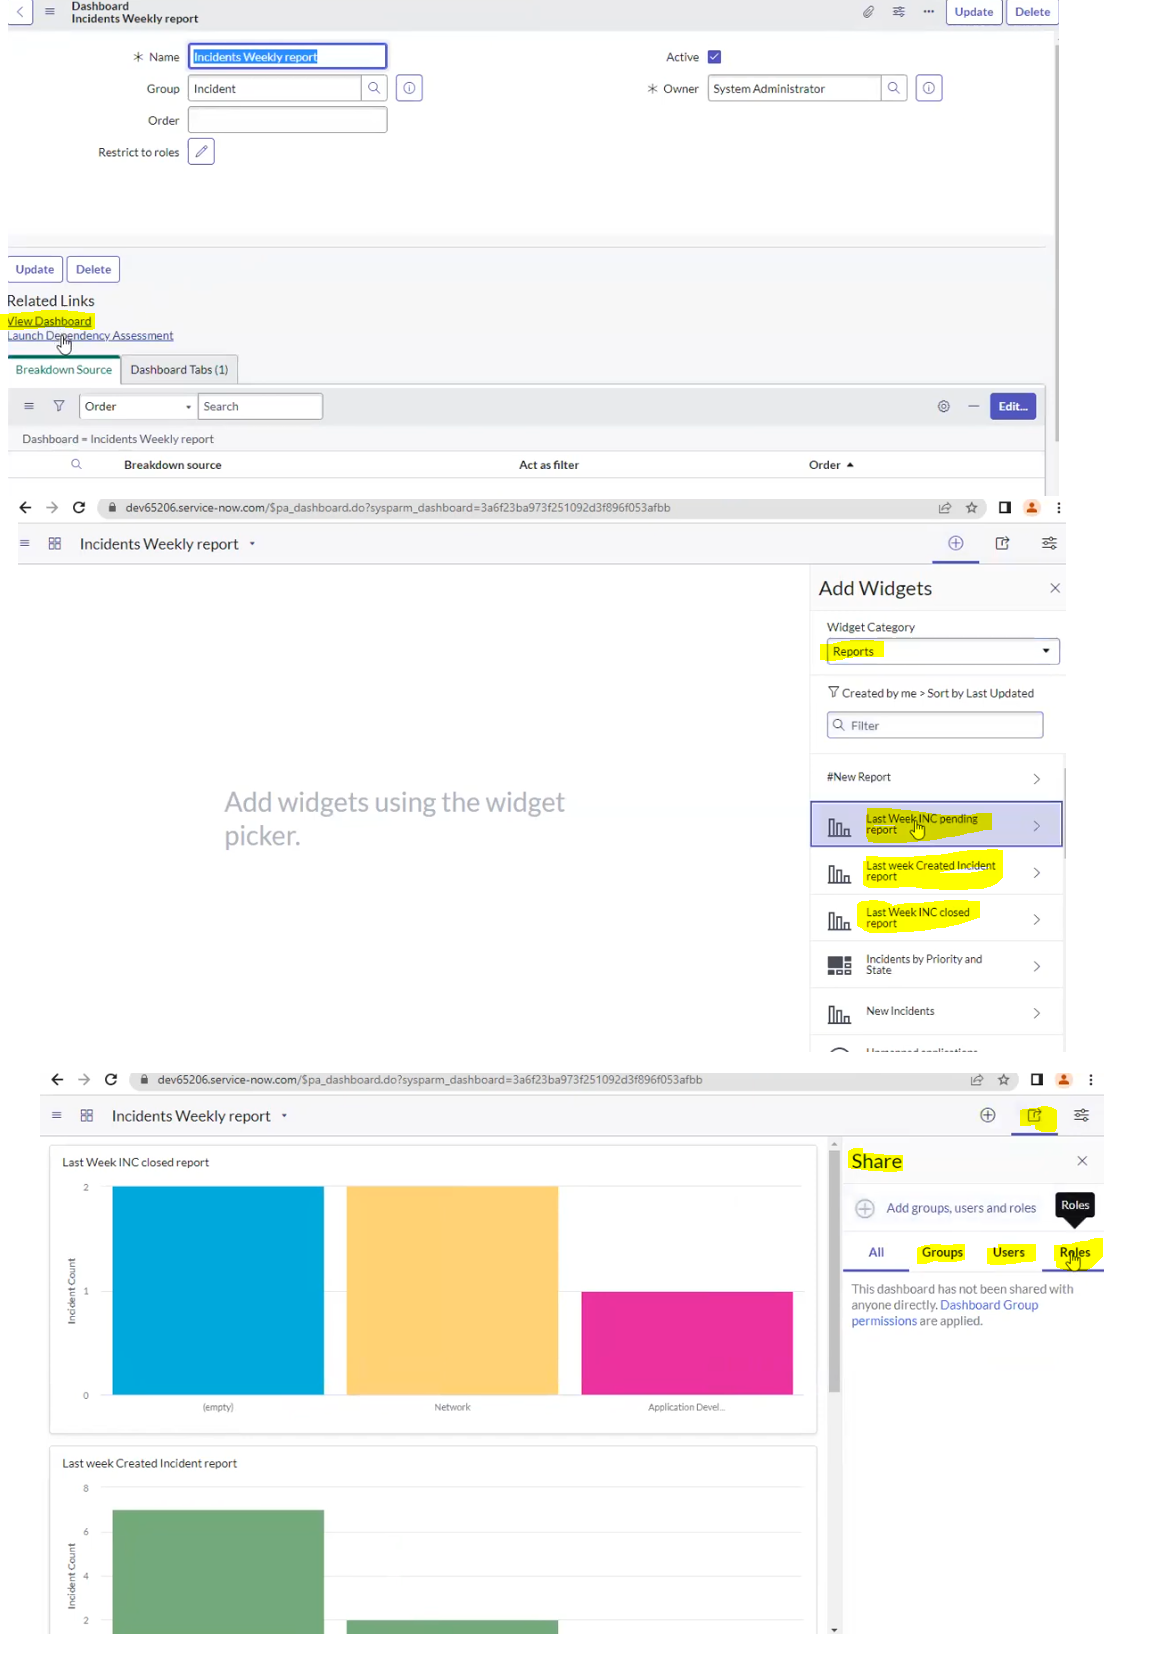 Dashboard
Incidents Weekly report
Update
Delete
Name
Incidents Weekly report
Active
Group
Incident
Owner
System Administrator
Order
Restrict to roles
Update
Delete
Related Links
View Dashboard
Launch Dependency Assessment
Breakdown Source
Dashboard Tabs (1)
Order
Search
Edit...
Dashboard = Incidents Weekly report
Breakdown source
Act as filter
Order
dev65206.service-now.com/$pa_dashboard.do?sysparm_dashboard=3a6f23ba973f251092d3f896f053afbb
Incidents Weekly report
Add Widgets
Widget Category
Reports
Created by me > Sort by Last Updated
Filter
#New Report
Add widgets using the widget
picker.
Last Week INC pending
report
Last week Created Incident
report
Last Week INC closed
report
Incidents by Priority and
State
New Incidents
dev65206.service-now.com/$pa_dashboard.do?sysparm_dashboard=3a6f23ba973f251092d3f896f053afbb
Incidents Weekly report
Last Week INC closed report
2
1
0
Incident Count
(empty)
Network
Application Devel...
Share
Add groups, users and roles
Roles
All
Groups
Users
Roles
This dashboard has not been shared with
anyone directly. Dashboard Group
permissions are applied.
Last week Created Incident report
8
6
4
2
Incident Count